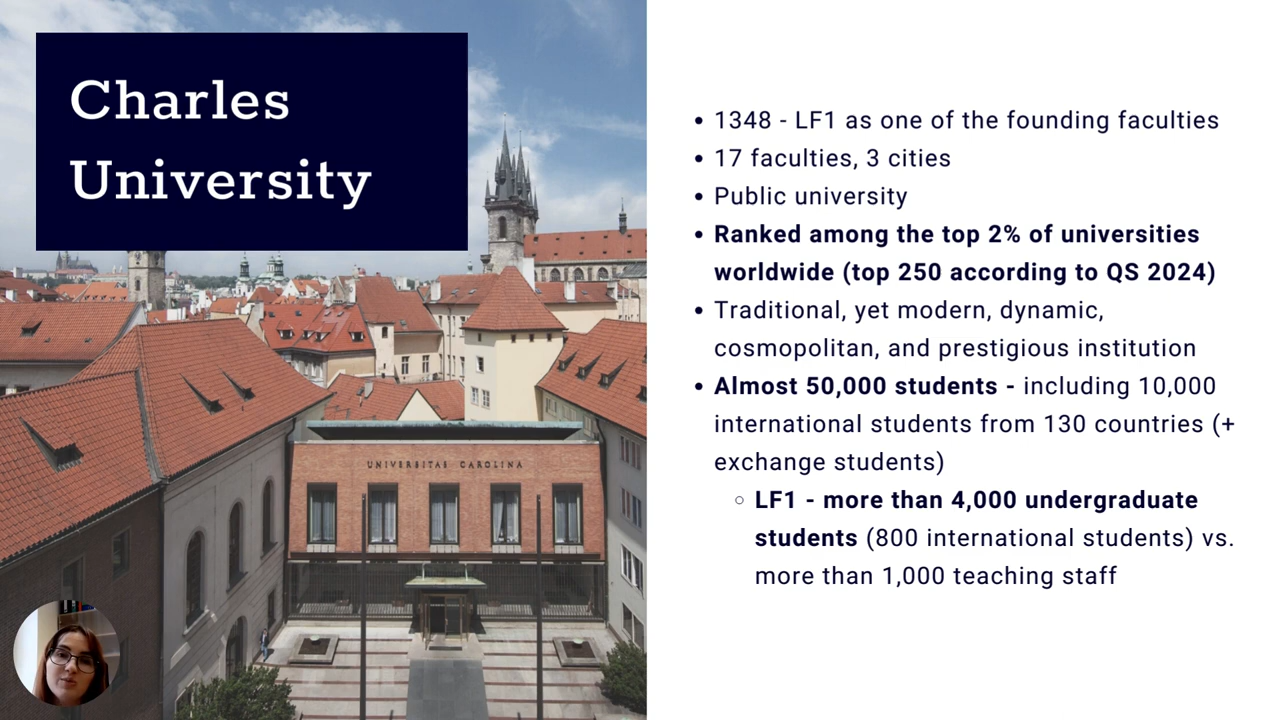 Charles
University
UNIVERSITAS CAROLINA
• 1348 - LF1 as one of the founding faculties
• 17 faculties, 3 cities
• Public university
• Ranked among the top 2% of universities
worldwide (top 250 according to QS 2024)
• Traditional, yet modern, dynamic,
cosmopolitan, and prestigious institution
• Almost 50,000 students - including 10,000
international students from 130 countries (+
exchange students)
○ LF1 - more than 4,000 undergraduate
students (800 international students) vs.
more than 1,000 teaching staff